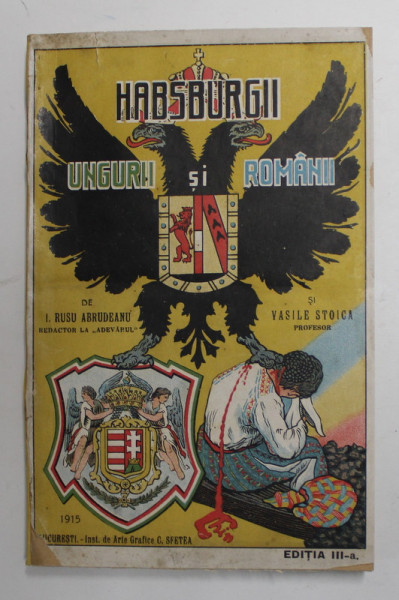 HABSBURGII
UNGURII și ROMÂNII
DE
I. RUSU ABRUDEANU
REDACTOR LA „ADEVĂRUL”
ȘI
VASILE STOICA
PROFESOR
1915
BUCUREȘTI.-Inst. de Arte Grafice C. SFETEA
EDIȚIA III-a.